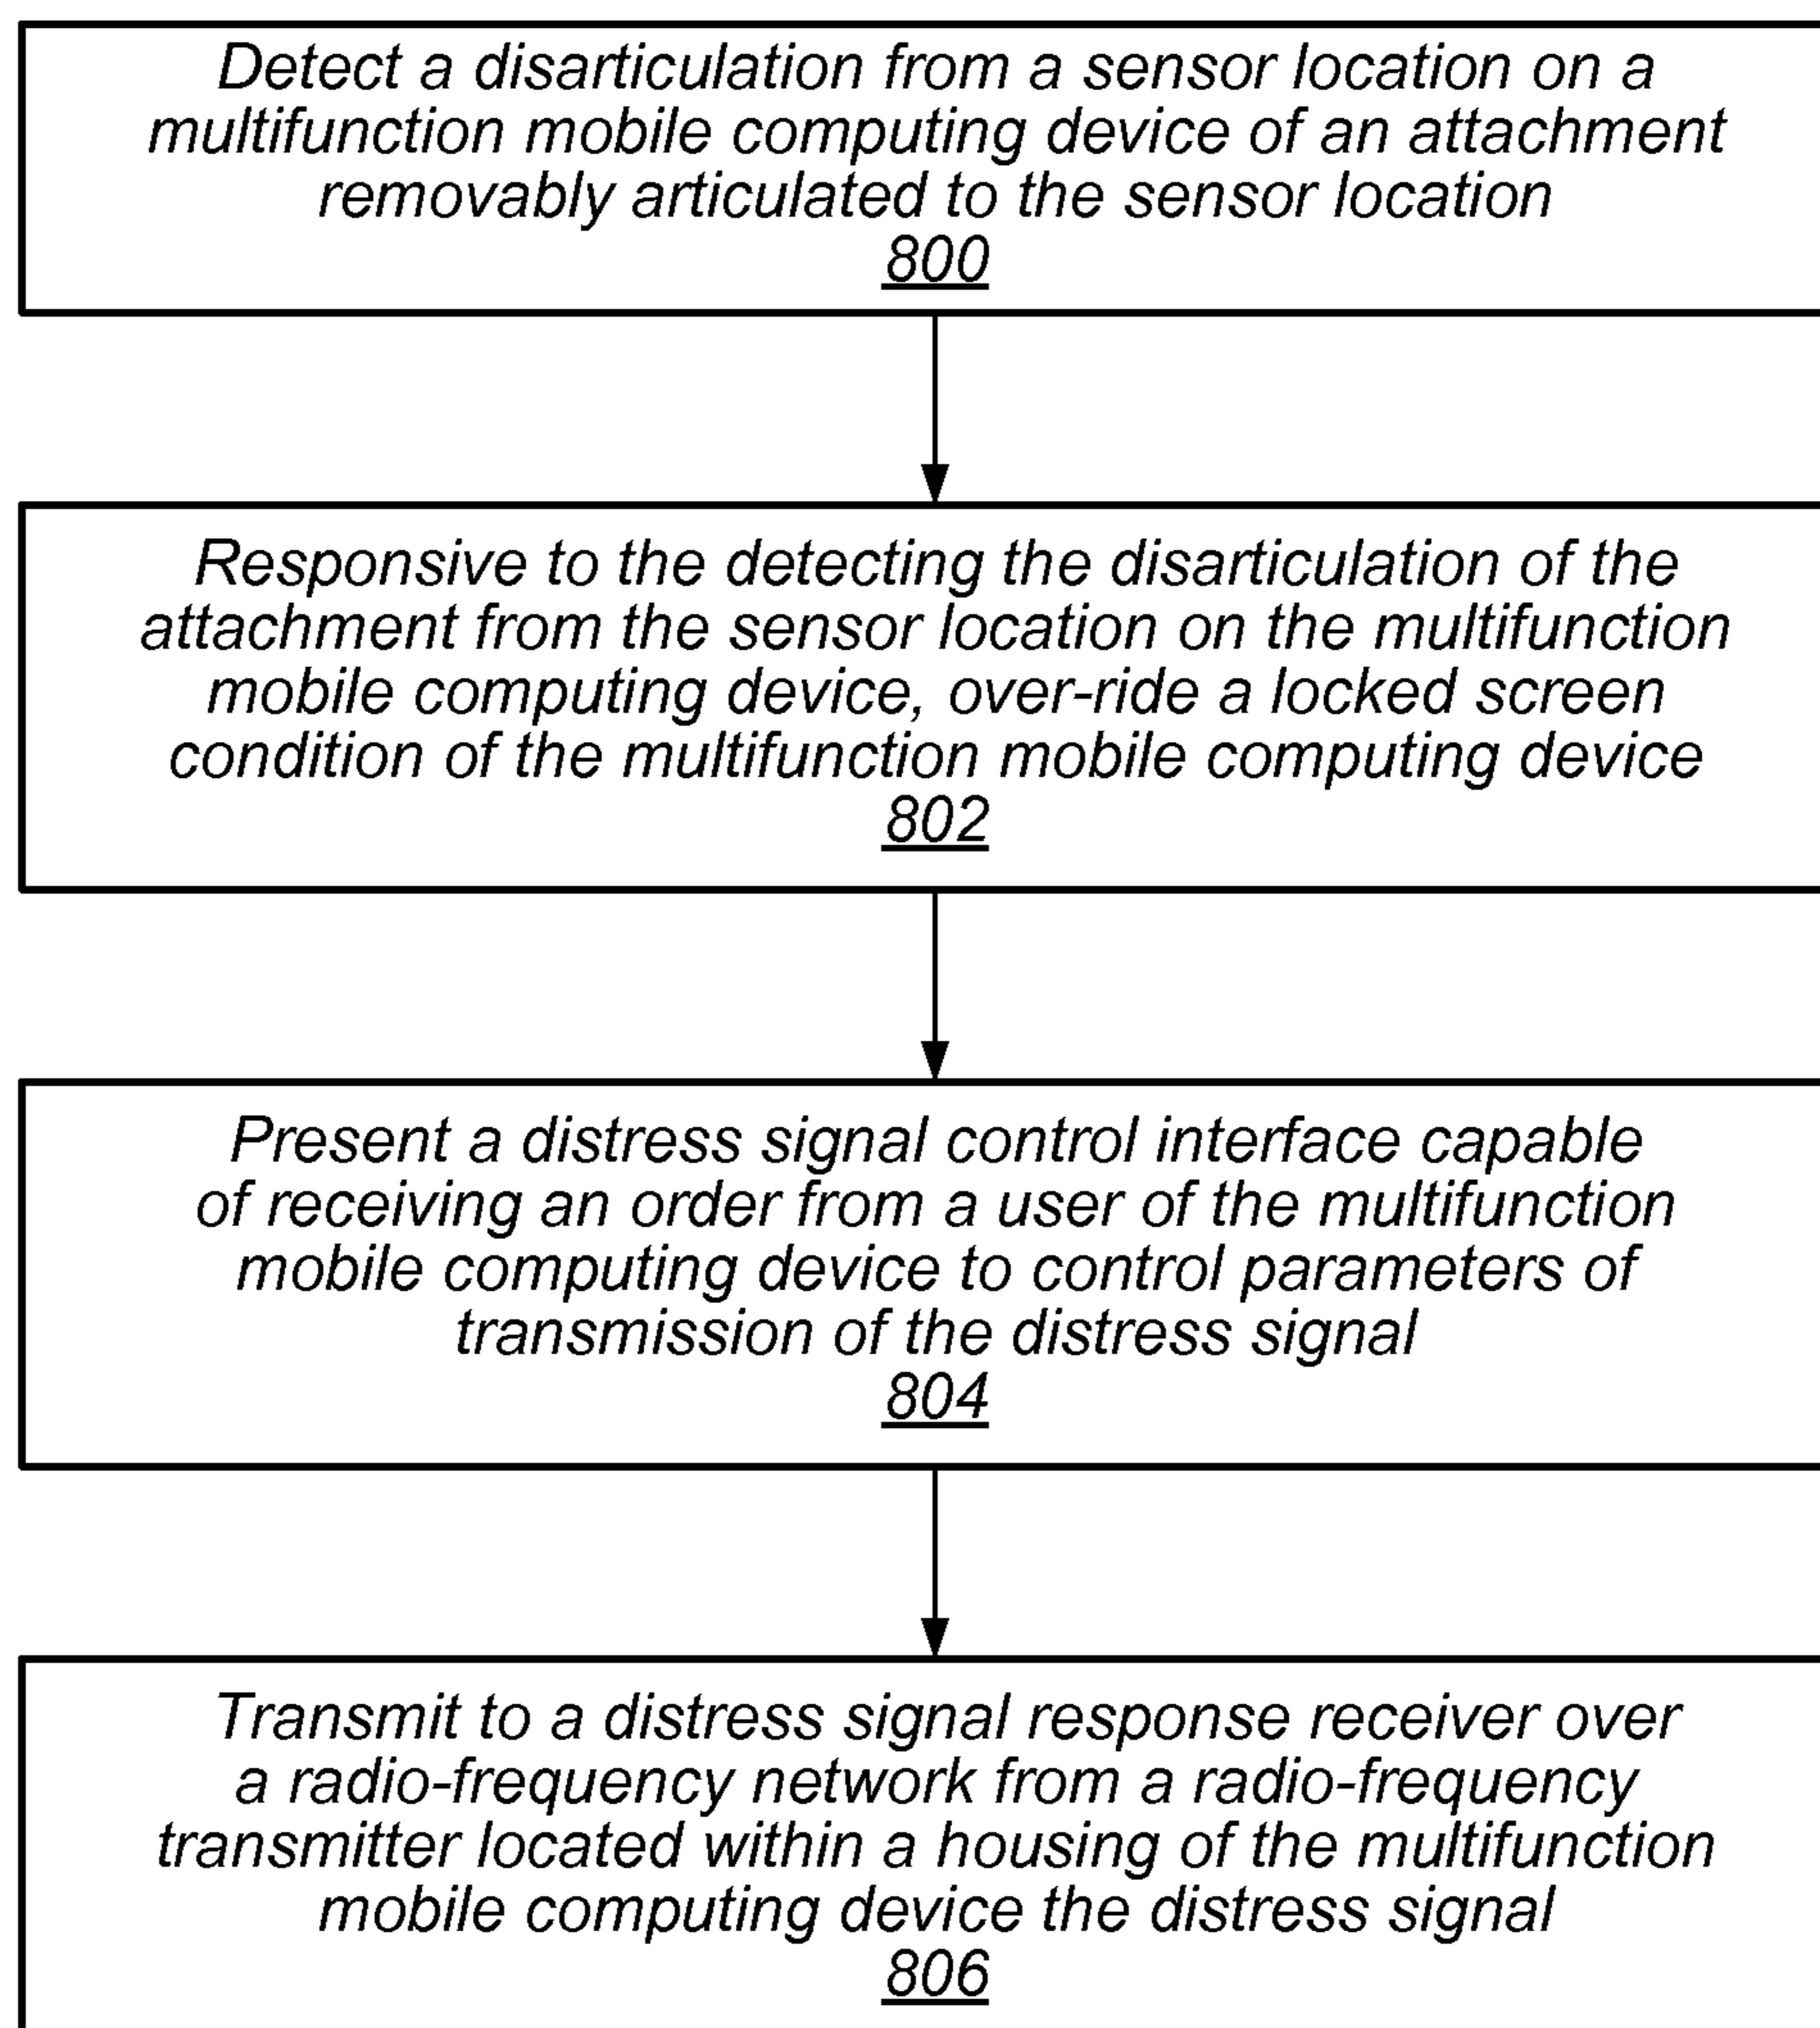 Detect a disarticulation from a sensor location on a
multifunction mobile computing device of an attachment
removably articulated to the sensor location
800
Responsive to the detecting the disarticulation of the
attachment from the sensor location on the multifunction
mobile computing device, over-ride a locked screen
condition of the multifunction mobile computing device
802
Present a distress signal control interface capable
of receiving an order from a user of the multifunction
mobile computing device to control parameters of
transmission of the distress signal
804
Transmit to a distress signal response receiver over
a radio-frequency network from a radio-frequency
transmitter located within a housing of the multifunction
mobile computing device the distress signal
806